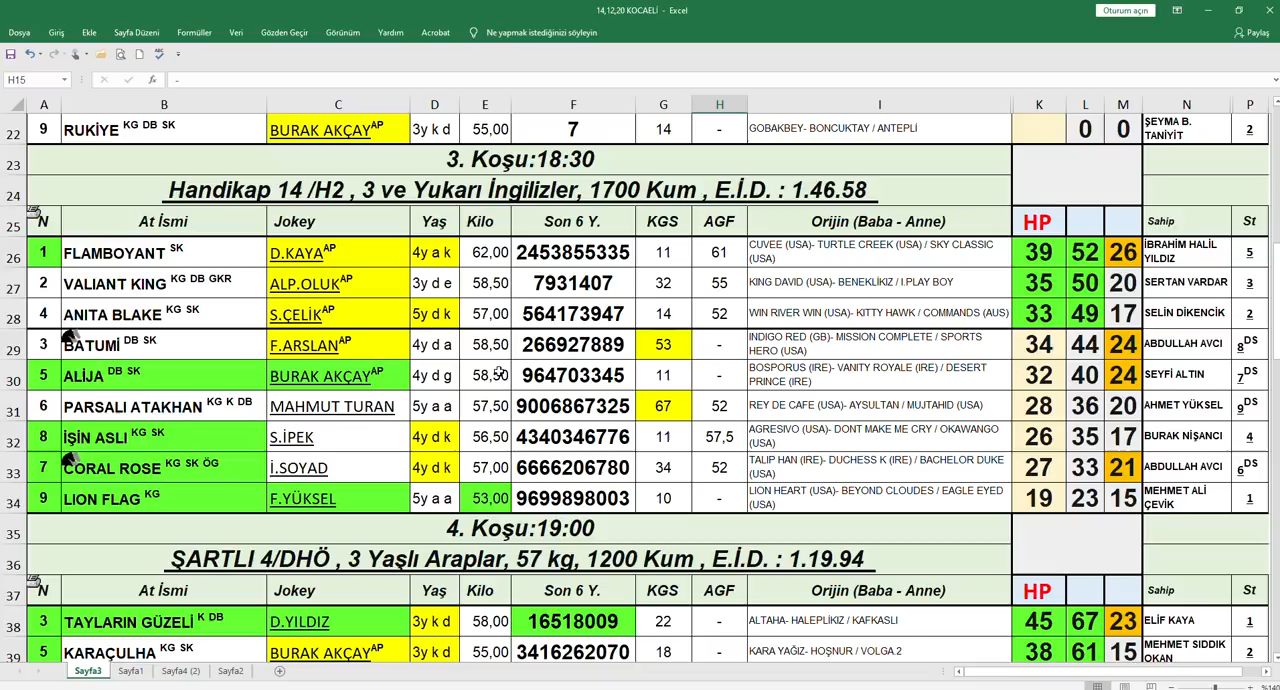 14,12,20 KOCAELİ - Excel
Oturum açın
Dosya Giriş Ekle Sayfa Düzeni Formüller Veri Gözden Geçir Görünüm Yardım Acrobat Ne yapmak istediğinizi söyleyin Paylaş
H15 fx -
A B C D E F G H I K L M N P
22 9 RUKİYE KG DB SK BURAK AKÇAY AP 3y k d 55,00 7 14 - GOBAKBEY- BONCUKTAY / ANTEPLİ 0 0 ŞEYMA B. TANİYİT 2
23 3. Koşu:18:30
24 Handikap 14 /H2 , 3 ve Yukarı İngilizler, 1700 Kum , E.İ.D. : 1.46.58
25 N At İsmi Jokey Yaş Kilo Son 6 Y. KGS AGF Orijin (Baba - Anne) HP Sahip St
26 1 FLAMBOYANT SK D.KAYA AP 4y a k 62,00 2453855335 11 61 CUVEE (USA)- TURTLE CREEK (USA) / SKY CLASSIC (USA) 39 52 26 İBRAHİM HALİL YILDIZ 5
27 2 VALIANT KING KG DB GKR ALP.OLUK AP 3y d e 58,50 7931407 32 55 KING DAVID (USA)- BENEKLİKIZ / I.PLAY BOY 35 50 20 SERTAN VARDAR 3
28 4 ANITA BLAKE KG SK S.ÇELİK AP 5y d k 57,00 564173947 14 52 WIN RIVER WIN (USA)- KITTY HAWK / COMMANDS (AUS) 33 49 17 SELİN DİKENCİK 2
29 3 BATUMİ DB SK F.ARSLAN AP 4y d a 58,50 266927889 53 - INDIGO RED (GB)- MISSION COMPLETE / SPORTS HERO (USA) 34 44 24 ABDULLAH AVCI 8 DS
30 5 ALİJA DB SK BURAK AKÇAY AP 4y d g 58,50 964703345 11 - BOSPORUS (IRE)- VANITY ROYALE (IRE) / DESERT PRINCE (IRE) 32 40 24 SEYFİ ALTIN 7 DS
31 6 PARSALI ATAKHAN KG K DB MAHMUT TURAN 5y a a 57,50 9006867325 67 52 REY DE CAFE (USA)- AYSULTAN / MUJTAHID (USA) 28 36 20 AHMET YÜKSEL 9 DS
32 8 İŞİN ASLI KG SK S.İPEK 4y d k 56,50 4340346776 11 57,5 AGRESIVO (USA)- DONT MAKE ME CRY / OKAWANGO (USA) 26 35 17 BURAK NİŞANCI 4
33 7 CORAL ROSE KG SK ÖG İ.SOYAD 4y d k 57,00 6666206780 34 52 TALIP HAN (IRE)- DUCHESS K (IRE) / BACHELOR DUKE (USA) 27 33 21 ABDULLAH AVCI 6 DS
34 9 LION FLAG KG F.YÜKSEL 5y a a 53,00 9699898003 10 - LION HEART (USA)- BEYOND CLOUDES / EAGLE EYED (USA) 19 23 15 MEHMET ALİ ÇEVİK 1
35 4. Koşu:19:00
36 ŞARTLI 4/DHÖ , 3 Yaşlı Araplar, 57 kg, 1200 Kum , E.İ.D. : 1.19.94
37 N At İsmi Jokey Yaş Kilo Son 6 Y. KGS AGF Orijin (Baba - Anne) HP Sahip St
38 3 TAYLARIN GÜZELİ K DB D.YILDIZ 3y k d 58,00 16518009 22 - ALTAHA- HALEPLİKIZ / KAFKASLI 45 67 23 ELİF KAYA 1
39 5 KARAÇULHA KG SK BURAK AKÇAY AP 3y k d 55,00 3416262070 18 - KARA YAĞIZ- HOŞNUR / VOLGA 2 38 61 15 MEHMET SIDDIK OKAN 2
Sayfa3 Sayfa1 Sayfa4 (2) Sayfa2
%140